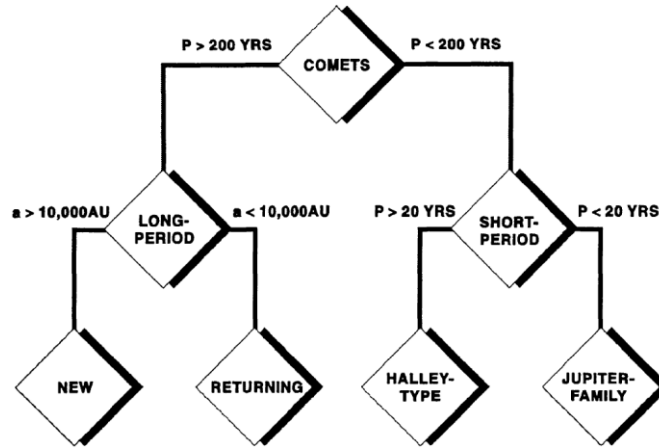 P > 200 YRS
P < 200 YRS
COMETS
a > 10,000AU
LONG-
PERIOD
a < 10,000AU
P > 20 YRS
SHORT-
PERIOD
P < 20 YRS
NEW
RETURNING
HALLEY-
TYPE
JUPITER-
FAMILY